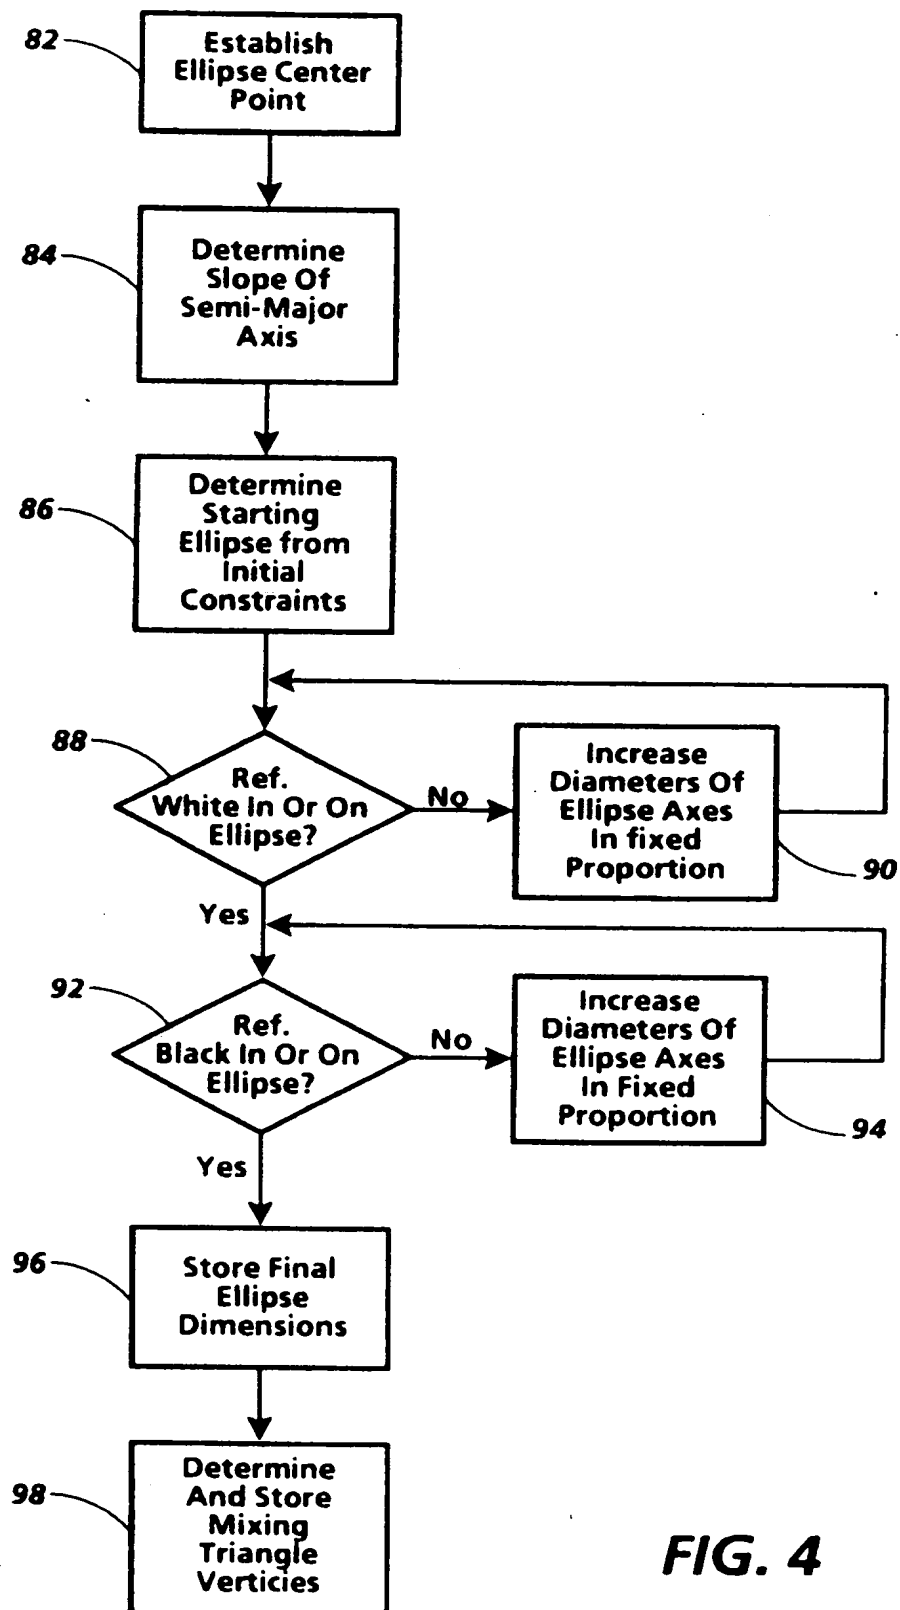 82
Establish
Ellipse Center
Point
84
Determine
Slope Of
Semi-Major
Axis
86
Determine
Starting
Ellipse from
Initial
Constraints
88
Ref.
White In Or On
Ellipse?
No
Increase
Diameters Of
Ellipse Axes
In fixed
Proportion
90
Yes
92
Ref.
Black In Or On
Ellipse?
No
Increase
Diameters Of
Ellipse Axes
In Fixed
Proportion
94
Yes
96
Store Final
Ellipse
Dimensions
98
Determine
And Store
Mixing
Triangle
Verticies
FIG. 4